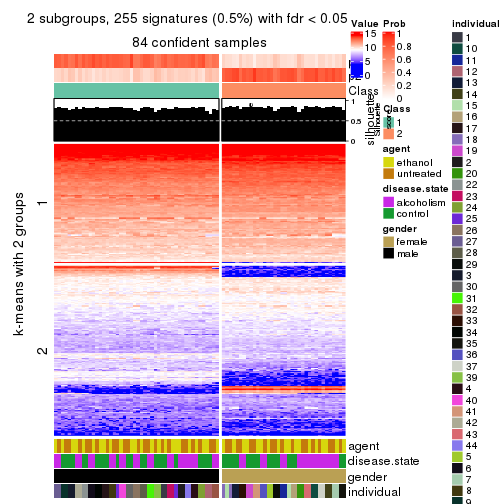 2 subgroups, 255 signatures (0.5%) with fdr < 0.05
84 confident samples
k-means with 2 groups
1
2
p2
Class
silhouette
1
0.5
0
agent
disease.state
gender
individual
Value
15
10
5
0
Prob
1
0.8
0.6
0.4
0.2
0
Class
1
2
agent
ethanol
untreated
disease.state
alcoholism
control
gender
female
male
individual
1
10
11
12
13
14
15
16
17
18
19
2
20
22
23
24
25
26
27
28
29
3
30
31
32
33
34
35
36
37
39
4
40
41
42
43
44
5
6
7
8
9